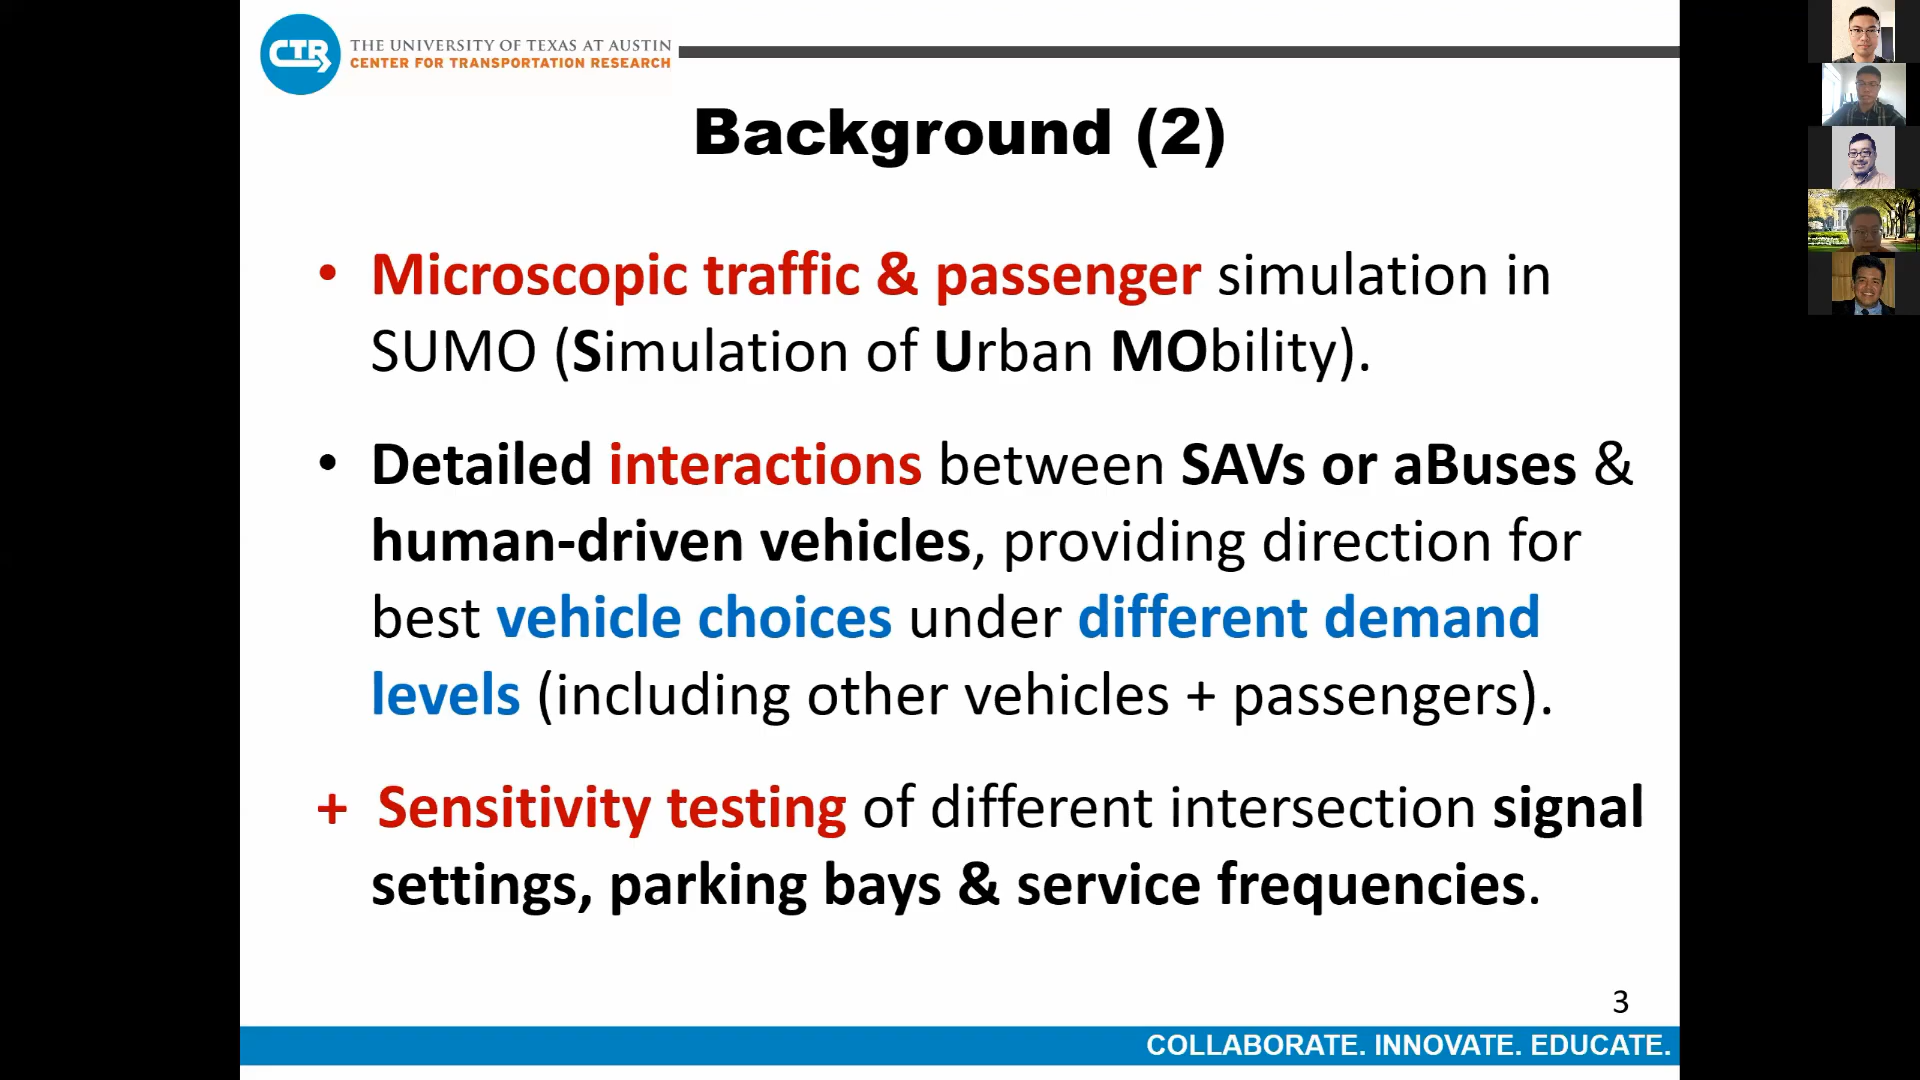 CTR
THE UNIVERSITY OF TEXAS AT AUSTIN
CENTER FOR TRANSPORTATION RESEARCH
Background (2)
• Microscopic traffic & passenger simulation in
SUMO (Simulation of Urban MObility).
• Detailed interactions between SAVs or aBuses &
human-driven vehicles, providing direction for
best vehicle choices under different demand
levels (including other vehicles + passengers).
+ Sensitivity testing of different intersection signal
settings, parking bays & service frequencies.
3
COLLABORATE. INNOVATE. EDUCATE.